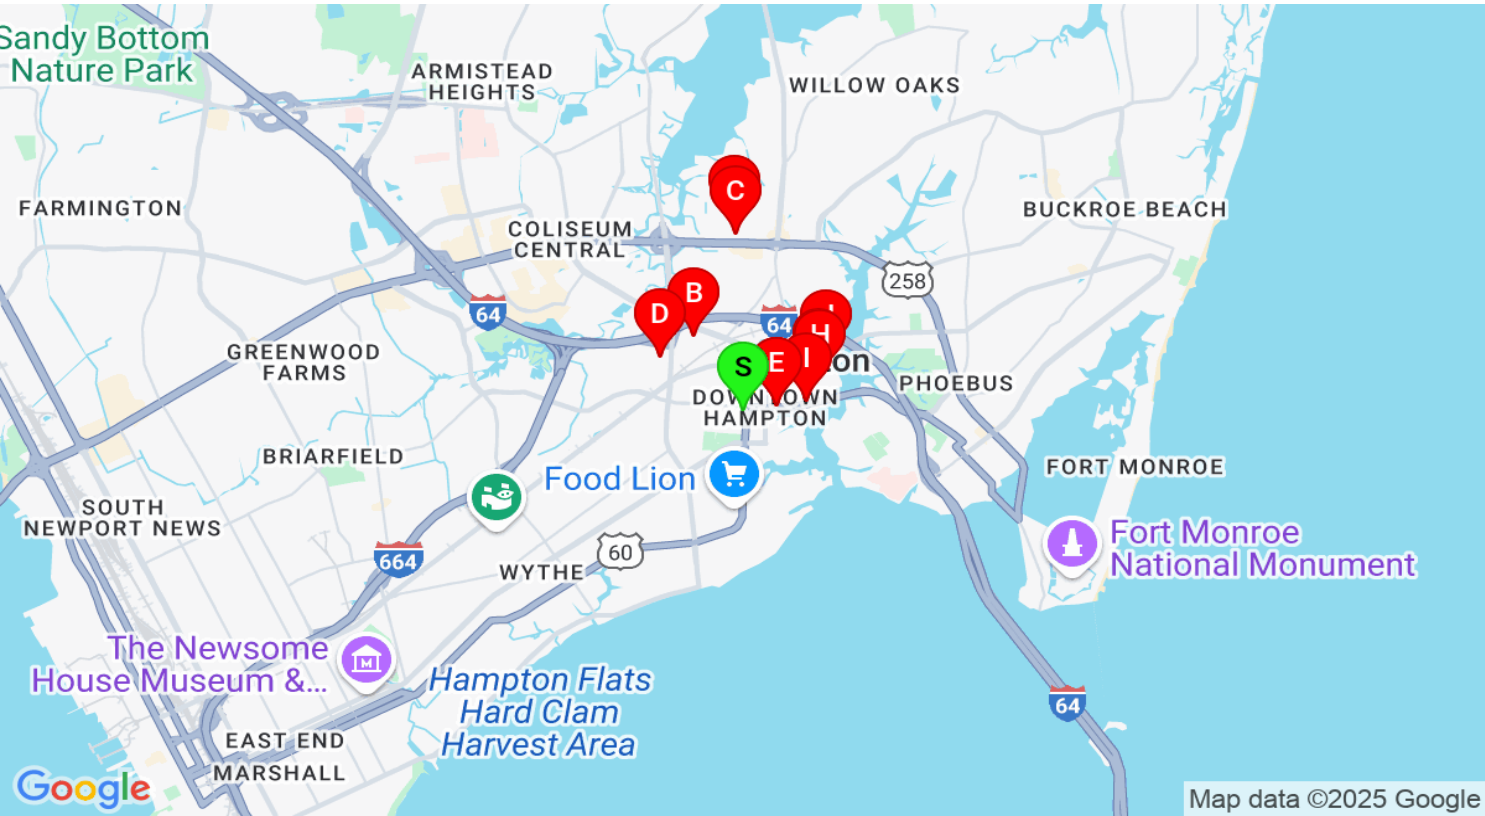 Sandy Bottom
Nature Park
ARMISTEAD
HEIGHTS
WILLOW OAKS
C
FARMINGTON
BUCKROE BEACH
COLISEUM
CENTRAL
258
B
D
64
64
H
E
I
S
on
GREENWOOD
FARMS
PHOEBUS
DOWNTOWN
HAMPTON
BRIARFIELD
Food Lion
FORT MONROE
SOUTH
NEWPORT NEWS
60
664
WYTHE
Fort Monroe
National Monument
The Newsome
House Museum &...
M
Hampton Flats
Hard Clam
Harvest Area
64
EAST END
MARSHALL
Google
Map data ©2025 Google